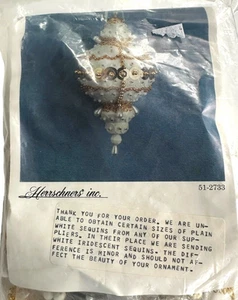 Herrschners inc.
51-2733
THANK YOU FOR YOUR ORDER. WE ARE UN-
ABLE TO OBTAIN CERTAIN SIZES OF PLAIN
WHITE SEQUINS FROM ANY OF OUR SUP-
PLIERS. IN THEIR PLACE WE ARE SENDING
WHITE IRIDESCENT SEQUINS. THE DIF-
FERENCE IS MINOR AND SHOULD NOT AF-
FECT THE BEAUTY OF YOUR ORNAMENT.